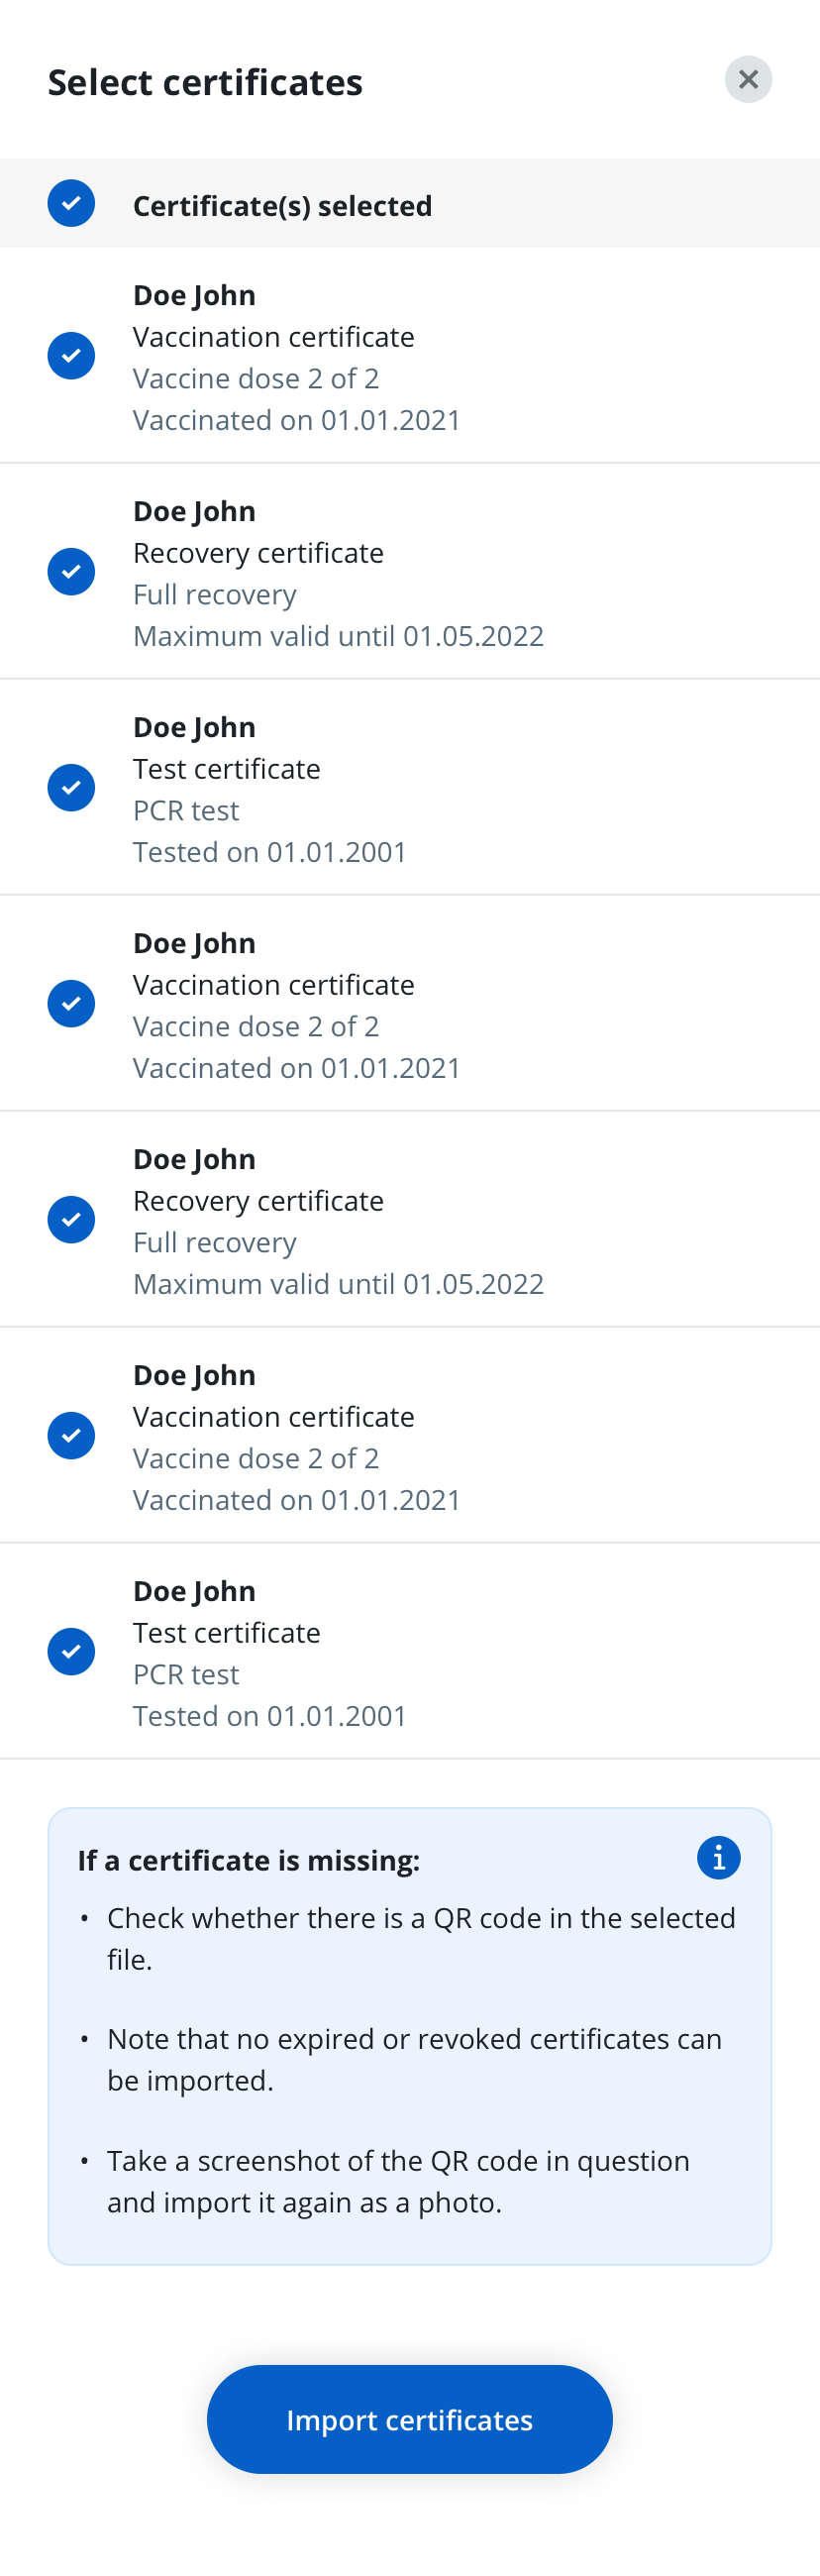 Select certificates
Certificate(s) selected
Doe John
Vaccination certificate
Vaccine dose 2 of 2
Vaccinated on 01.01.2021
Doe John
Recovery certificate
Full recovery
Maximum valid until 01.05.2022
Doe John
Test certificate
PCR test
Tested on 01.01.2001
Doe John
Vaccination certificate
Vaccine dose 2 of 2
Vaccinated on 01.01.2021
Doe John
Recovery certificate
Full recovery
Maximum valid until 01.05.2022
Doe John
Vaccination certificate
Vaccine dose 2 of 2
Vaccinated on 01.01.2021
Doe John
Test certificate
PCR test
Tested on 01.01.2001
If a certificate is missing:
• Check whether there is a QR code in the selected
file.
• Note that no expired or revoked certificates can
be imported.
• Take a screenshot of the QR code in question
and import it again as a photo.
Import certificates